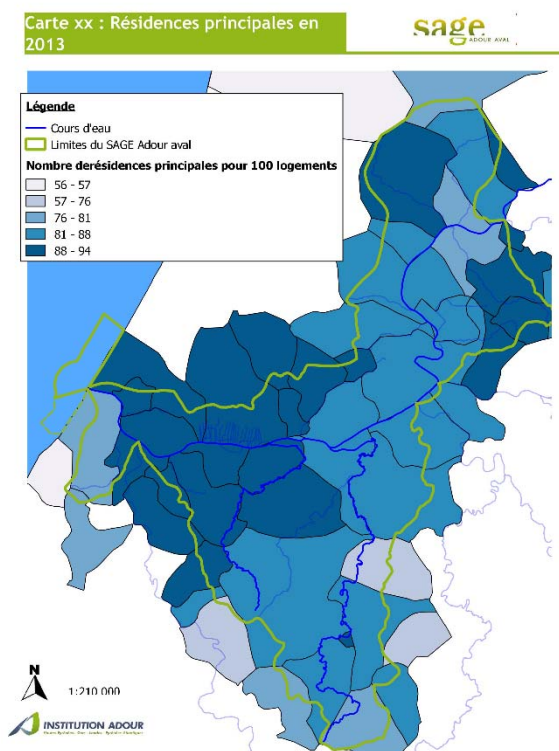 Carte xx : Résidences principales en
2013
sage
ADOUR AVAL
Légende
Cours d'eau
Limites du SAGE Adour aval
Nombre derésidences principales pour 100 logements
56 - 57
57 - 76
76 - 81
81 - 88
88 - 94
N
1:210 000
INSTITUTION ADOUR